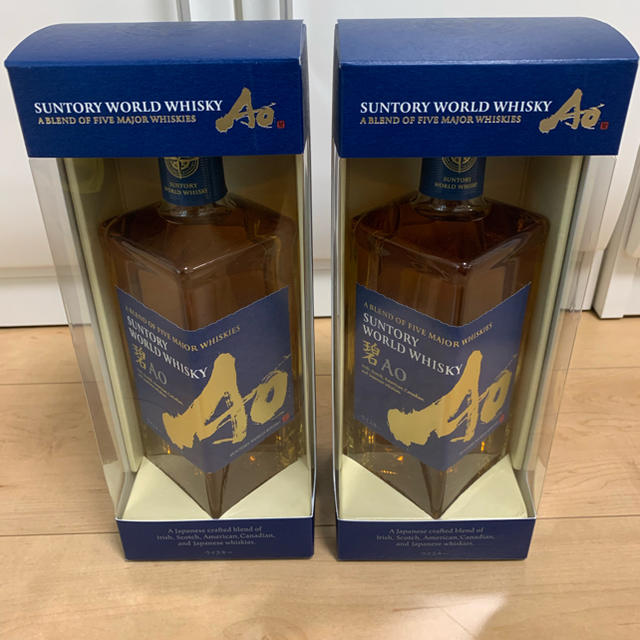 SUNTORY WORLD WHISKY
A BLEND OF FIVE MAJOR WHISKIES
Ao
SUNTORY
WORLD WHISKY
A BLEND OF FIVE MAJOR WHISKIES
SUNTORY
WORLD WHISKY
碧 Ao
Ao
A Japanese crafted blend of
Irish, Scotch, American, Canadian,
and Japanese whiskies.
ウイスキー
SUNTORY WORLD WHISKY
A BLEND OF FIVE MAJOR WHISKIES
Ao
SUNTORY
WORLD WHISKY
A BLEND OF FIVE MAJOR WHISKIES
SUNTORY
WORLD WHISKY
碧 Ao
Ao
A Japanese crafted blend of
Irish, Scotch, American, Canadian,
and Japanese whiskies.
ウイスキー